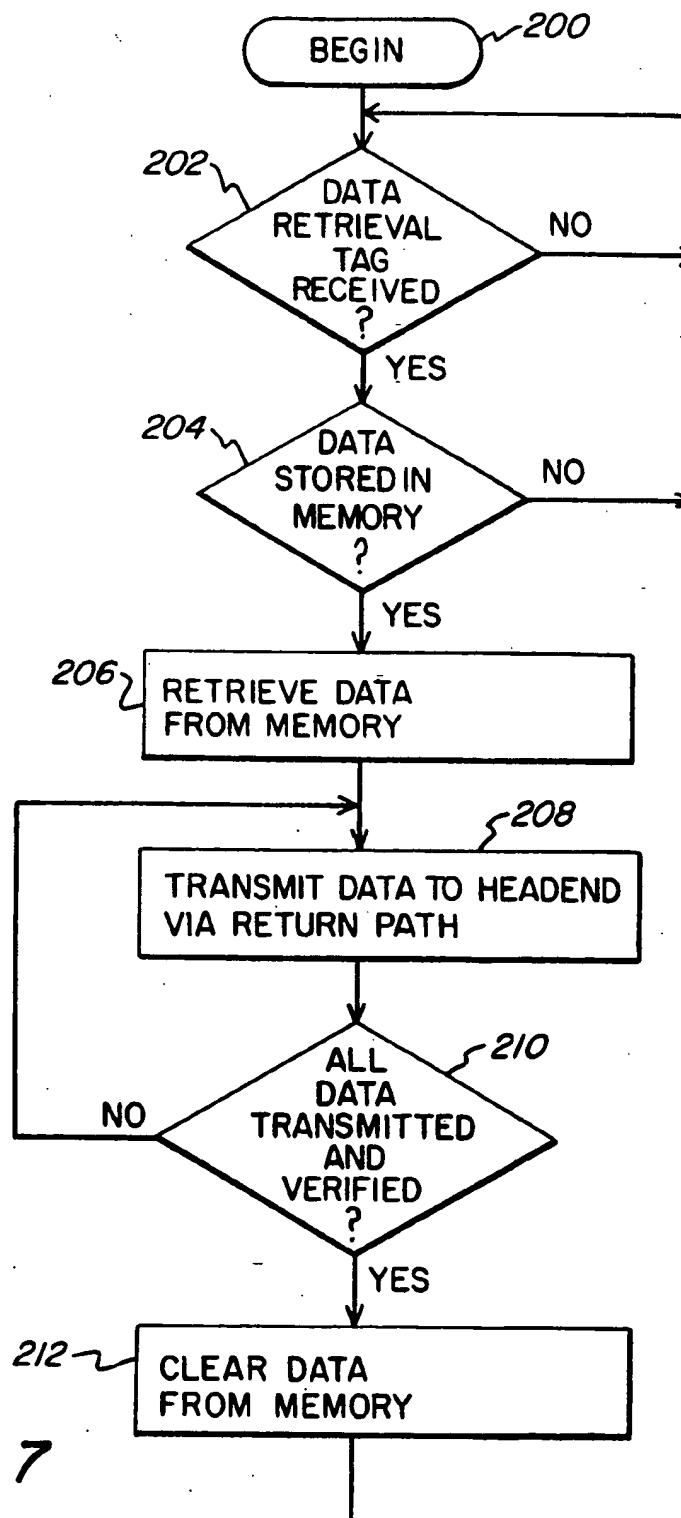 BEGIN
200
202
DATA
RETRIEVAL
TAG
RECEIVED
?
NO
YES
204
DATA
STORED IN
MEMORY
?
NO
YES
206
RETRIEVE DATA
FROM MEMORY
208
TRANSMIT DATA TO HEADEND
VIA RETURN PATH
210
ALL
DATA
TRANSMITTED
AND
VERIFIED
?
NO
YES
212
CLEAR DATA
FROM MEMORY
7